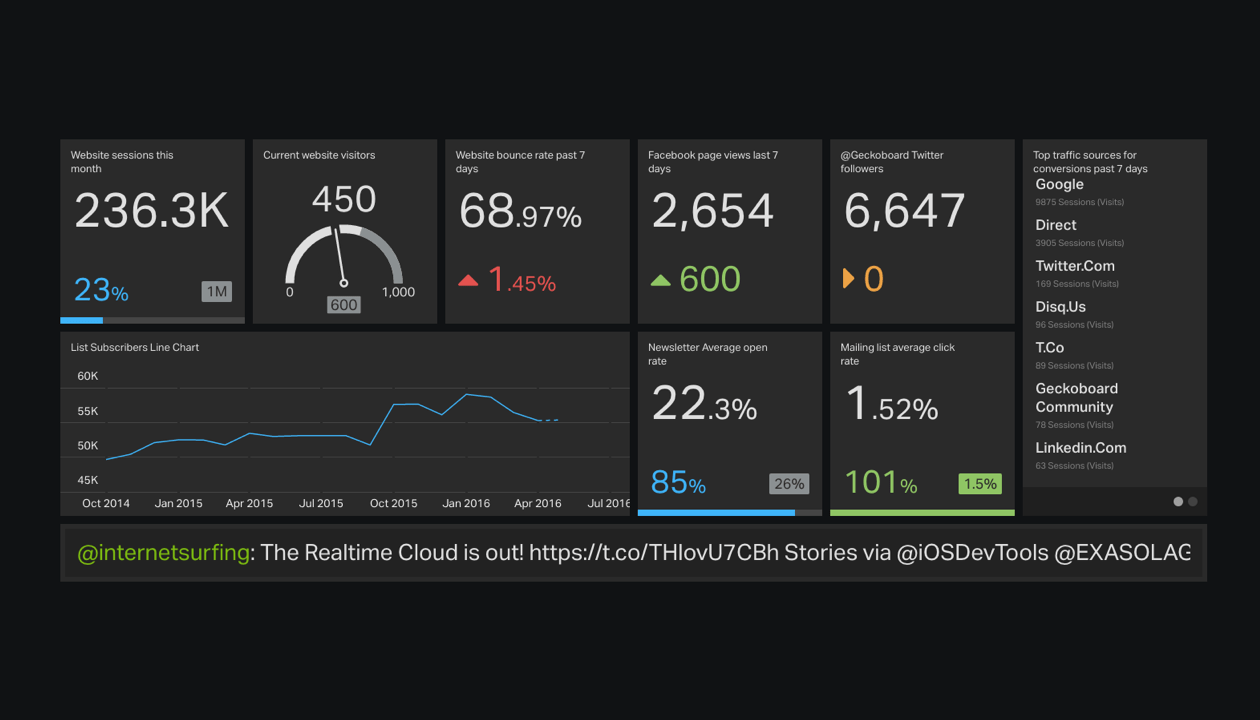 Website sessions this
month
236.3K
23%
1M
Current website visitors
450
0
1,000
600
Website bounce rate past 7
days
68.97%
1.45%
Facebook page views last 7
days
2,654
600
@Geckoboard Twitter
followers
6,647
0
Top traffic sources for
conversions past 7 days
Google
9875 Sessions (Visits)
Direct
3905 Sessions (Visits)
Twitter.Com
169 Sessions (Visits)
Disq.Us
96 Sessions (Visits)
T.Co
89 Sessions (Visits)
Geckoboard
Community
78 Sessions (Visits)
Linkedin.Com
63 Sessions (Visits)
List Subscribers Line Chart
60K
55K
50K
45K
Oct 2014 Jan 2015 Apr 2015 Jul 2015 Oct 2015 Jan 2016 Apr 2016 Jul 2016
Newsletter Average open
rate
22.3%
85%
26%
Mailing list average click
rate
1.52%
101%
1.5%
@internetsurfing: The Realtime Cloud is out! https://t.co/THIovU7CBh Stories via @iOSDevTools @EXASOLAG